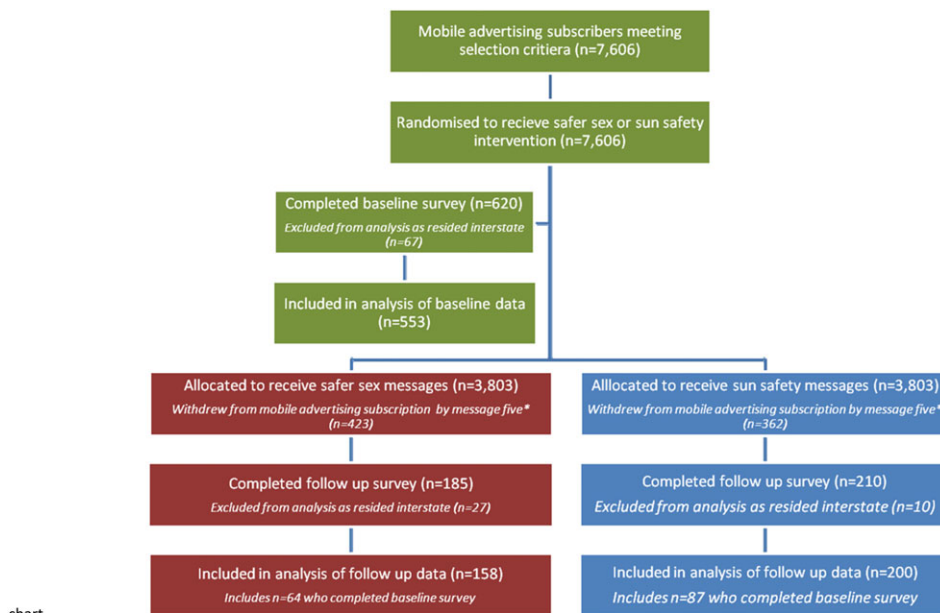 Mobile advertising subscribers meeting
selection critiera (n=7,606)
Randomised to recieve safer sex or sun safety
intervention (n=7,606)
Completed baseline survey (n=620)
Excluded from analysis as resided interstate
(n=67)
Included in analysis of baseline data
(n=553)
Allocated to receive safer sex messages (n=3,803)
Withdrew from mobile advertising subscription by message five*
(n=423)
Alllocated to receive sun safety messages (n=3,803)
Withdrew from mobile advertising subscription by message five*
(n=362)
Completed follow up survey (n=185)
Excluded from analysis as resided interstate (n=27)
Completed follow up survey (n=210)
Excluded from analysis as resided interstate (n=10)
Included in analysis of follow up data (n=158)
Includes n=64 who completed baseline survey
Included in analysis of follow up data (n=200)
Includes n=87 who completed baseline survey
chart